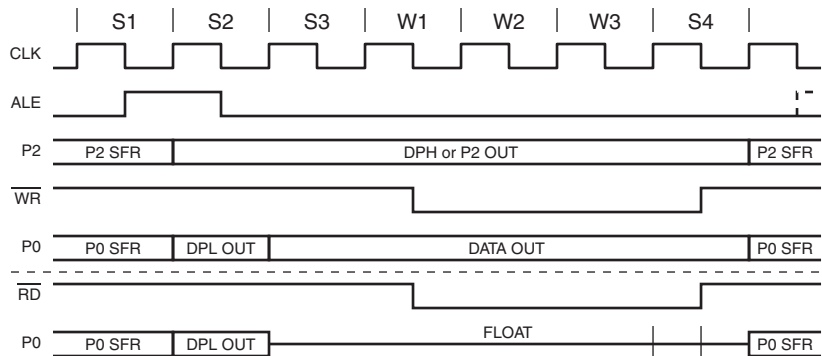 S1 S2 S3 W1 W2 W3 S4
CLK
ALE
P2 P2 SFR DPH or P2 OUT P2 SFR
WR
P0 P0 SFR DPL OUT DATA OUT P0 SFR
RD
P0 P0 SFR DPL OUT FLOAT P0 SFR